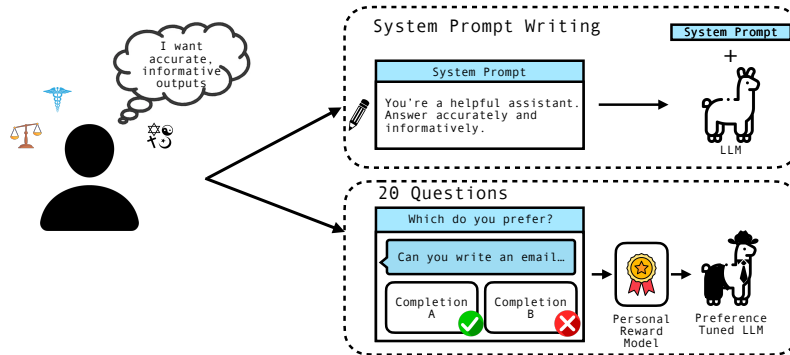 I want
accurate,
informative
outputs
System Prompt Writing
System Prompt
You're a helpful assistant.
Answer accurately and
informatively.
System Prompt
+
LLM
20 Questions
Which do you prefer?
Can you write an email…
Completion
A
Completion
B
Personal
Reward
Model
Preference
Tuned LLM